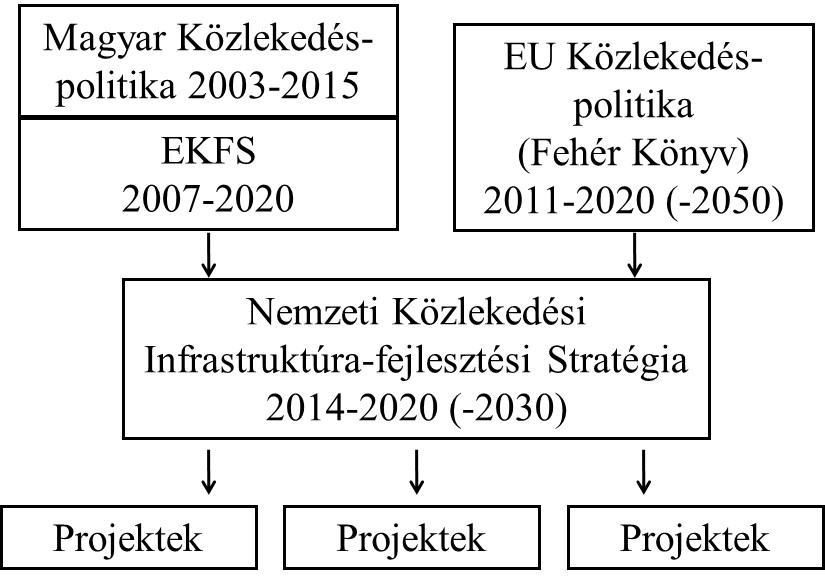 Magyar Közlekedés-
politika 2003-2015
EKFS
2007-2020
EU Közlekedés-
politika
(Fehér Könyv)
2011-2020 (-2050)
Nemzeti Közlekedési
Infrastruktúra-fejlesztési Stratégia
2014-2020 (-2030)
Projektek
Projektek
Projektek